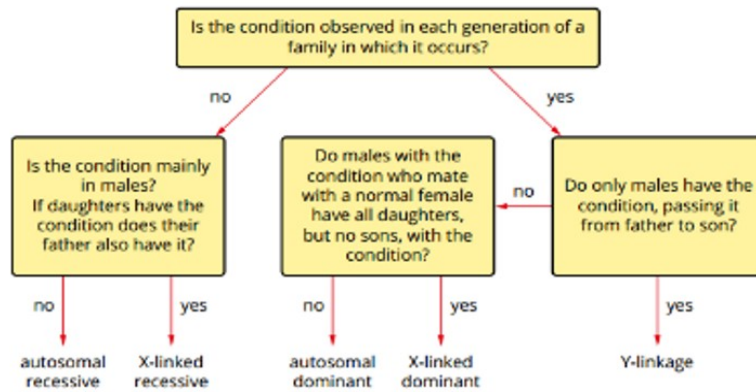 Is the condition observed in each generation of a
family in which it occurs?
no
yes
Is the condition mainly
in males?
If daughters have the
condition does their
father also have it?
Do males with the
condition who mate
with a normal female
have all daughters,
but no sons, with the
condition?
no
Do only males have the
condition, passing it
from father to son?
no
yes
no
yes
yes
autosomal
recessive
X-linked
recessive
autosomal
dominant
X-linked
dominant
Y-linkage